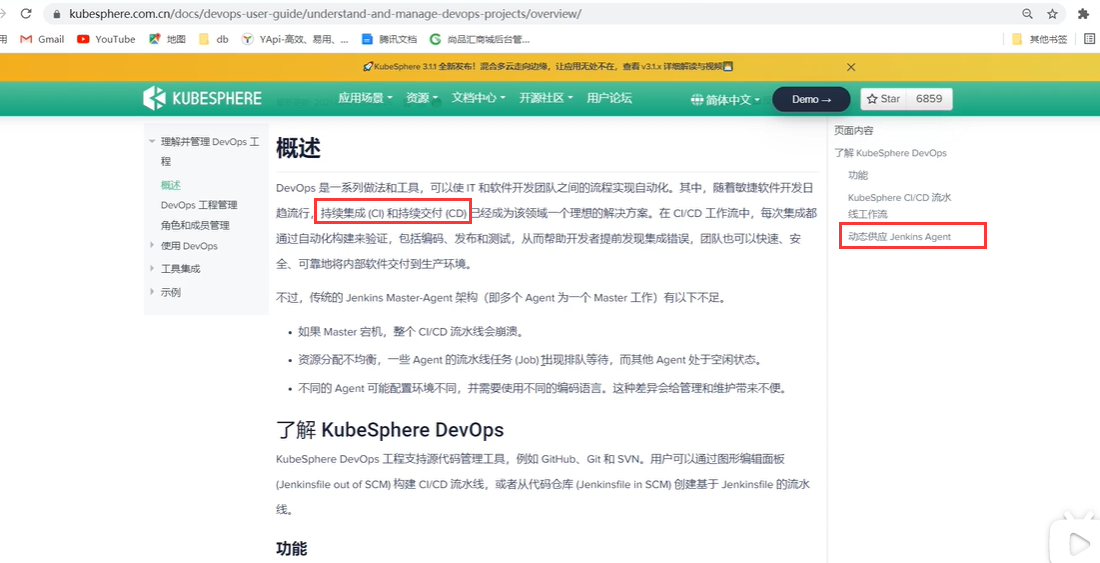 kubesphere.com.cn/docs/devops-user-guide/understand-and-manage-devops-projects/overview/
用 Gmail YouTube 地图 db YApi-高效、易用、... 腾讯文档 尚品汇商城后台管... 其他书签
KubeSphere 3.1.1 全新发布！混合多云走向边缘，让应用无处不在，查看 v3.1.x 详细解读与视频
KUBESPHERE 应用场景 资源 文档中心 开源社区 用户论坛 简体中文 Demo → Star 6859
理解并管理 DevOps 工
程
概述
DevOps 工程管理
角色和成员管理
使用 DevOps
工具集成
示例
概述
DevOps 是一系列做法和工具，可以使 IT 和软件开发团队之间的流程实现自动化。其中，随着敏捷软件开发日
趋流行，持续集成 (CI) 和持续交付 (CD) 已经成为该领域一个理想的解决方案。在 CI/CD 工作流中，每次集成都
通过自动化构建来验证，包括编码、发布和测试，从而帮助开发者提前发现集成错误，团队也可以快速、安
全、可靠地将内部软件交付到生产环境。
不过，传统的 Jenkins Master-Agent 架构（即多个 Agent 为一个 Master 工作）有以下不足。
• 如果 Master 宕机，整个 CI/CD 流水线会崩溃。
• 资源分配不均衡，一些 Agent 的流水线任务 (Job) 出现排队等待，而其他 Agent 处于空闲状态。
• 不同的 Agent 可能配置环境不同，并需要使用不同的编码语言。这种差异会给管理和维护带来不便。
了解 KubeSphere DevOps
KubeSphere DevOps 工程支持源代码管理工具，例如 GitHub、Git 和 SVN。用户可以通过图形编辑面板
(Jenkinsfile out of SCM) 构建 CI/CD 流水线，或者从代码仓库 (Jenkinsfile in SCM) 创建基于 Jenkinsfile 的流水
线。
功能
页面内容
了解 KubeSphere DevOps
功能
KubeSphere CI/CD 流水
线工作流
动态供应 Jenkins Agent